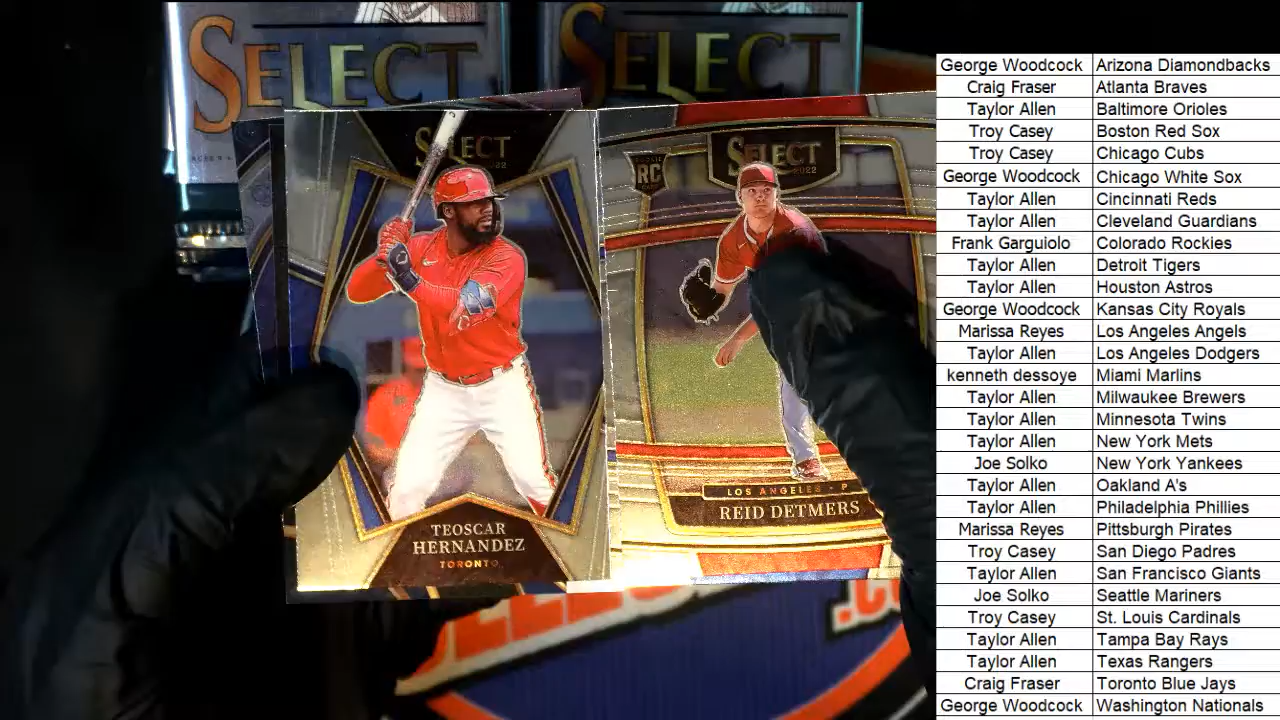 SELECT
SELECT
SELECT
2022
TEOSCAR
HERNANDEZ
TORONTO
ROOKIE
RC
SELECT
2022
LOS ANGELES - P
REID DETMERS
George Woodcock Arizona Diamondbacks
Craig Fraser Atlanta Braves
Taylor Allen Baltimore Orioles
Troy Casey Boston Red Sox
Troy Casey Chicago Cubs
George Woodcock Chicago White Sox
Taylor Allen Cincinnati Reds
Taylor Allen Cleveland Guardians
Frank Garguiolo Colorado Rockies
Taylor Allen Detroit Tigers
Taylor Allen Houston Astros
George Woodcock Kansas City Royals
Marissa Reyes Los Angeles Angels
Taylor Allen Los Angeles Dodgers
kenneth dessoye Miami Marlins
Taylor Allen Milwaukee Brewers
Taylor Allen Minnesota Twins
Taylor Allen New York Mets
Joe Solko New York Yankees
Taylor Allen Oakland A's
Taylor Allen Philadelphia Phillies
Marissa Reyes Pittsburgh Pirates
Troy Casey San Diego Padres
Taylor Allen San Francisco Giants
Joe Solko Seattle Mariners
Troy Casey St. Louis Cardinals
Taylor Allen Tampa Bay Rays
Taylor Allen Texas Rangers
Craig Fraser Toronto Blue Jays
George Woodcock Washington Nationals